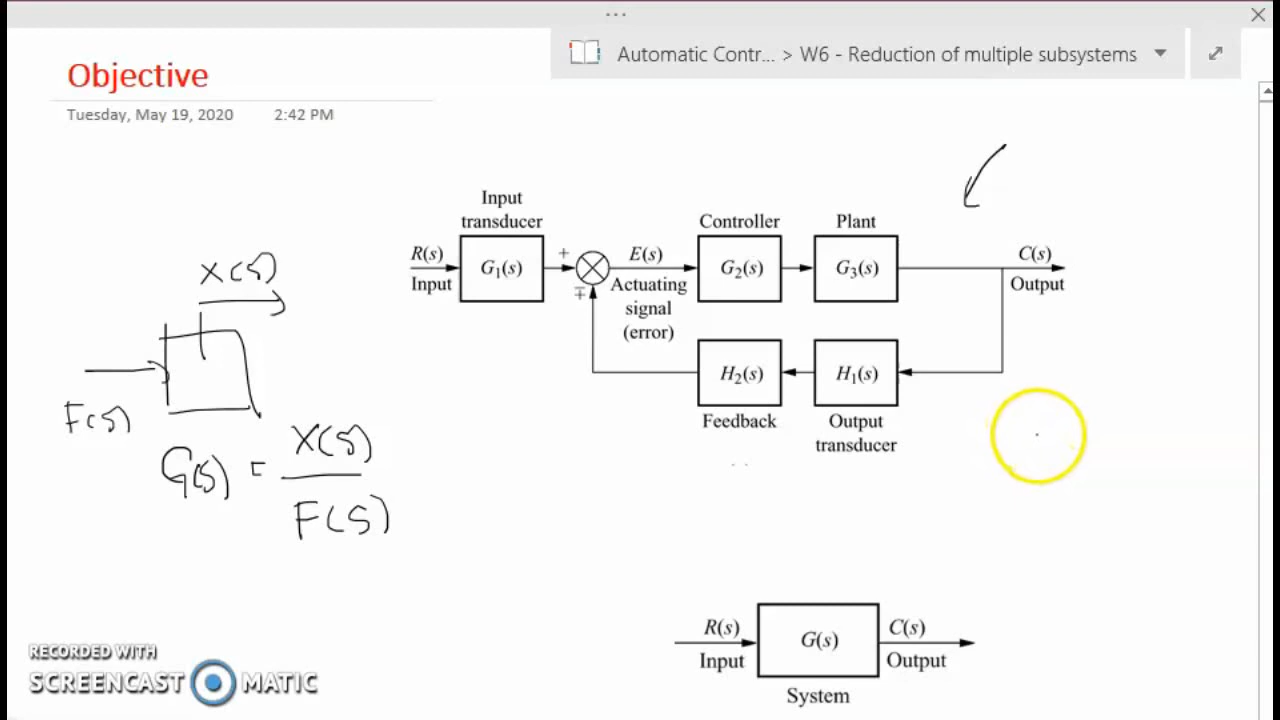 ...
Automatic Contr... > W6 - Reduction of multiple subsystems
Objective
Tuesday, May 19, 2020 2:42 PM
Input
transducer
Controller
Plant
R(s)
Input
G1(s)
+
∓
E(s)
Actuating
signal
(error)
G2(s)
G3(s)
C(s)
Output
H2(s)
H1(s)
Feedback
Output
transducer
X(s)
F(s)
G(s) = X(s)
F(s)
R(s)
Input
G(s)
C(s)
Output
System
RECORDED WITH
SCREENCAST MATIC